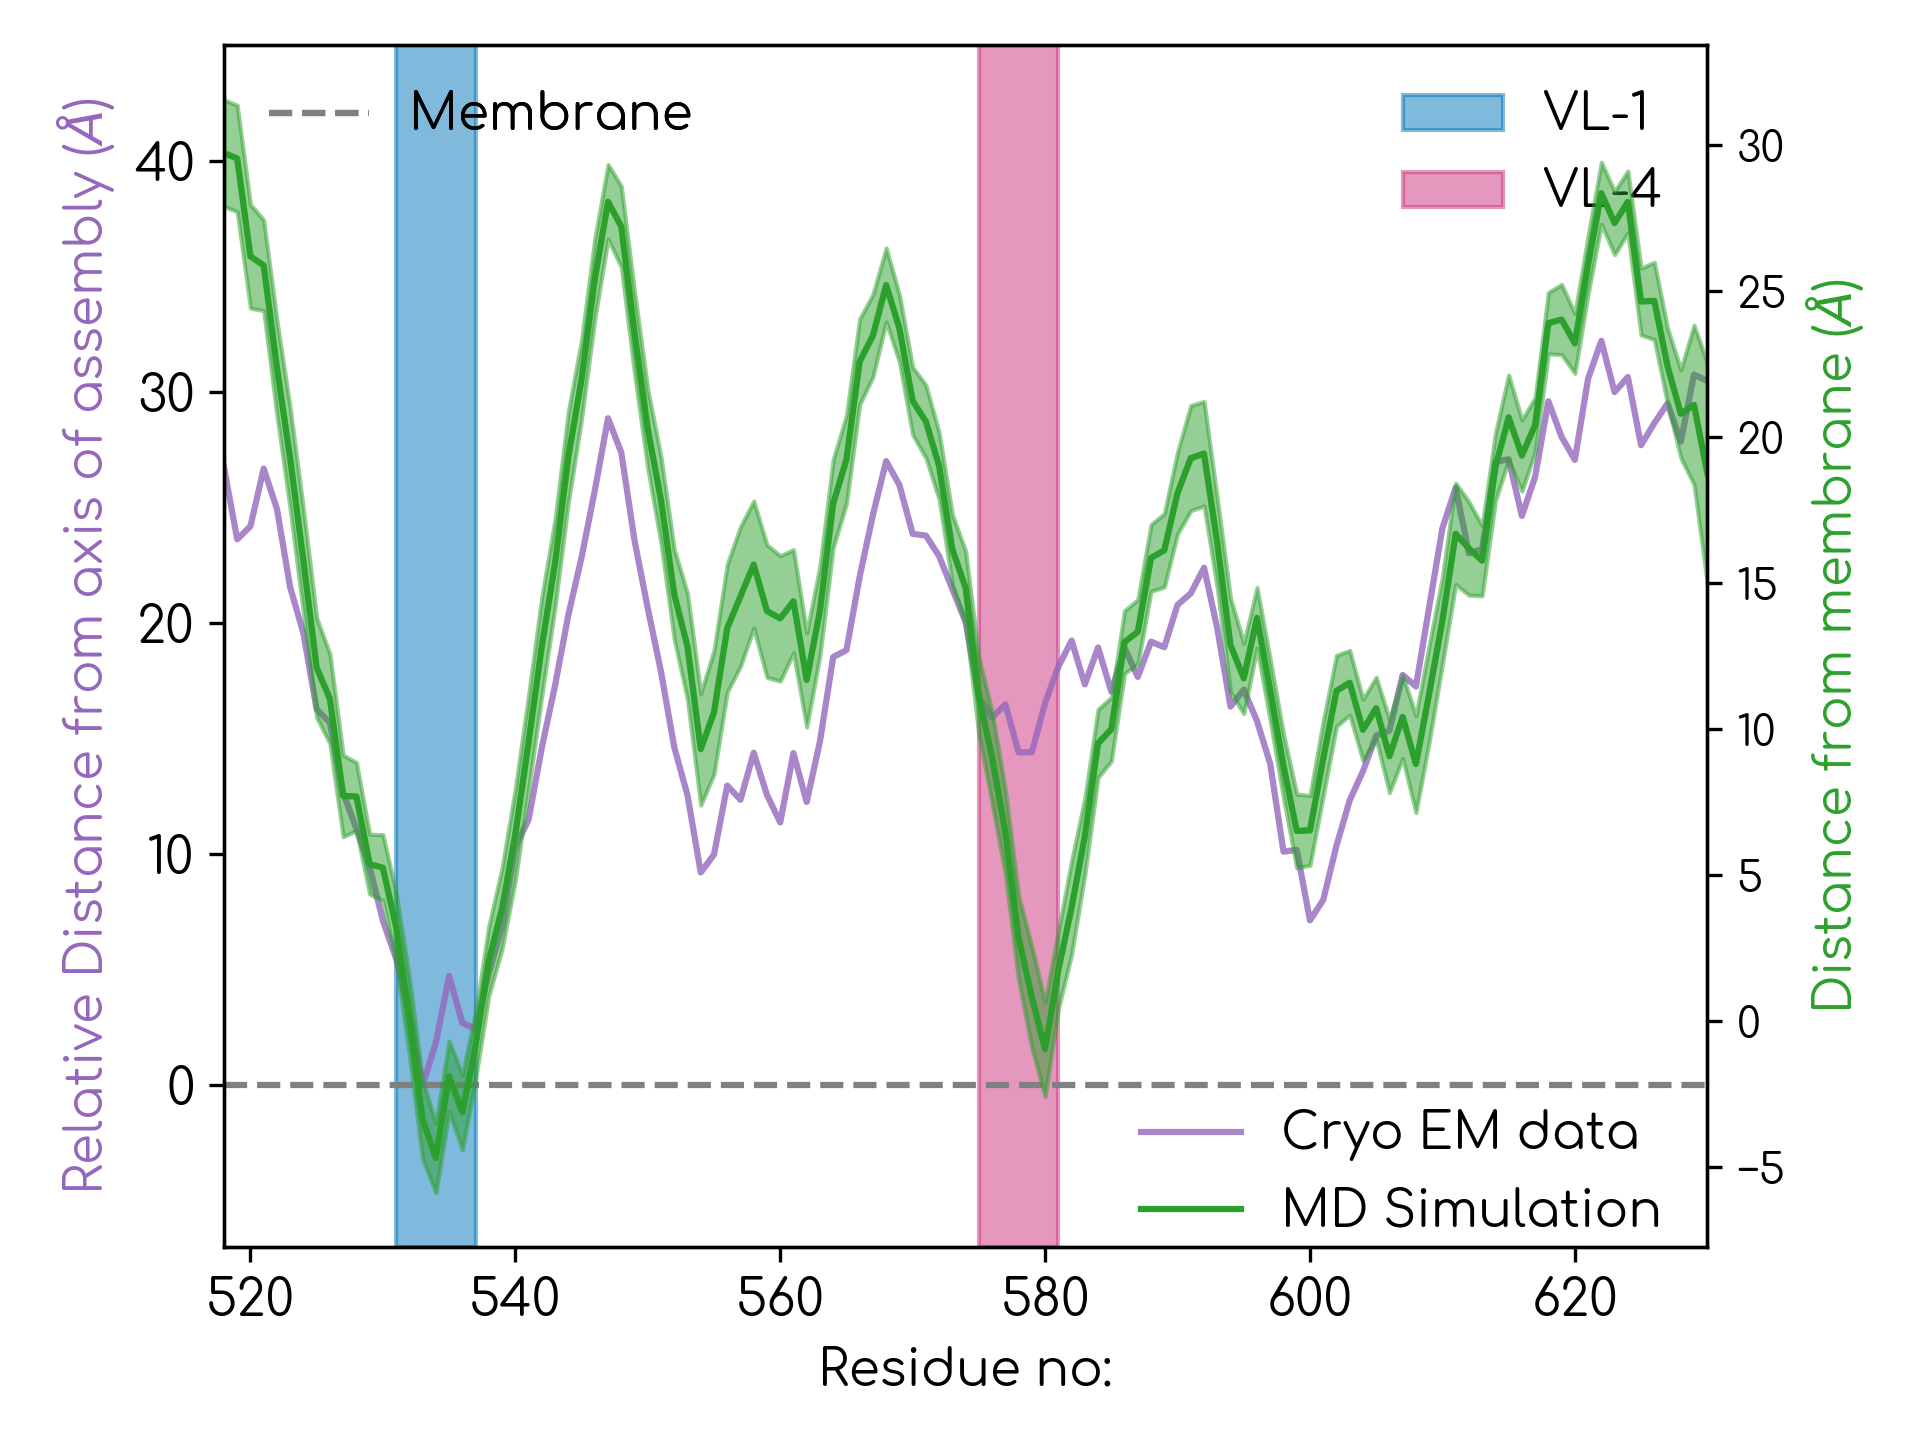 Membrane
VL-1
VL-4
Relative Distance from axis of assembly (Å)
40
30
20
10
0
30
25
20
15
10
5
0
−5
Distance from membrane (Å)
Cryo EM data
MD Simulation
520 540 560 580 600 620
Residue no: